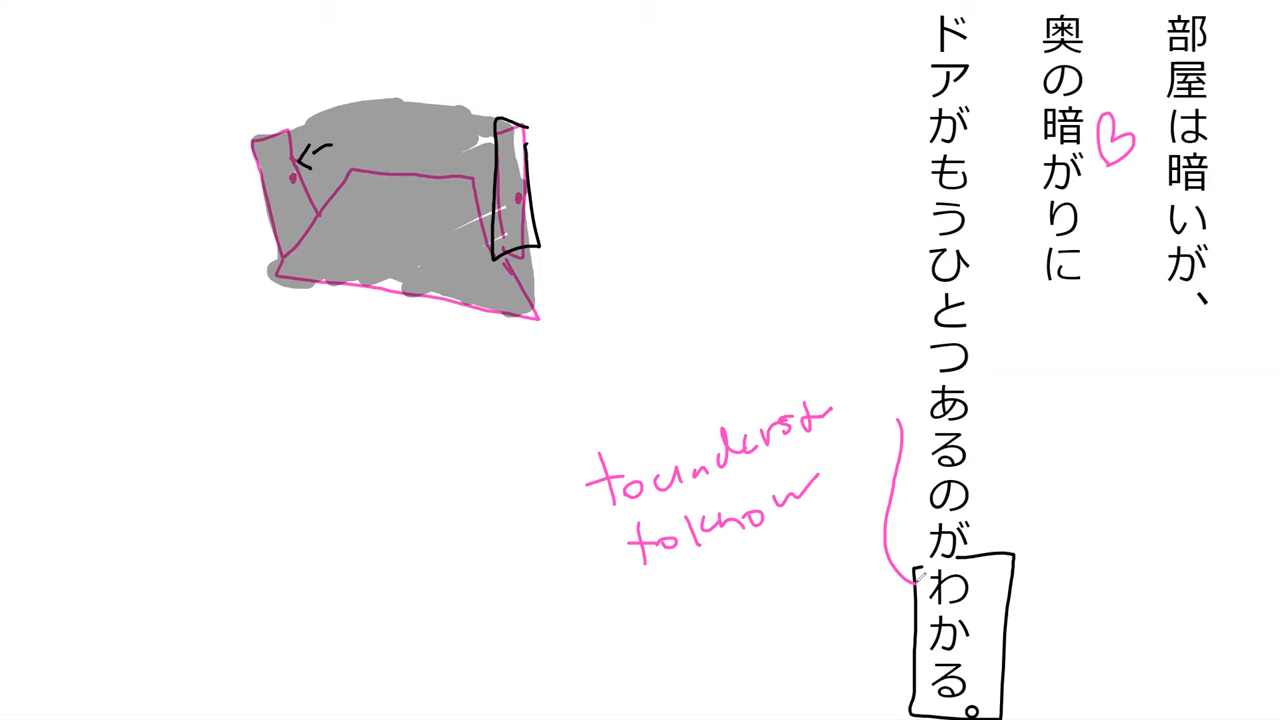 部屋は暗いが、
奥の暗がりに
ドアがもうひとつあるのがわかる。
to underst
to know